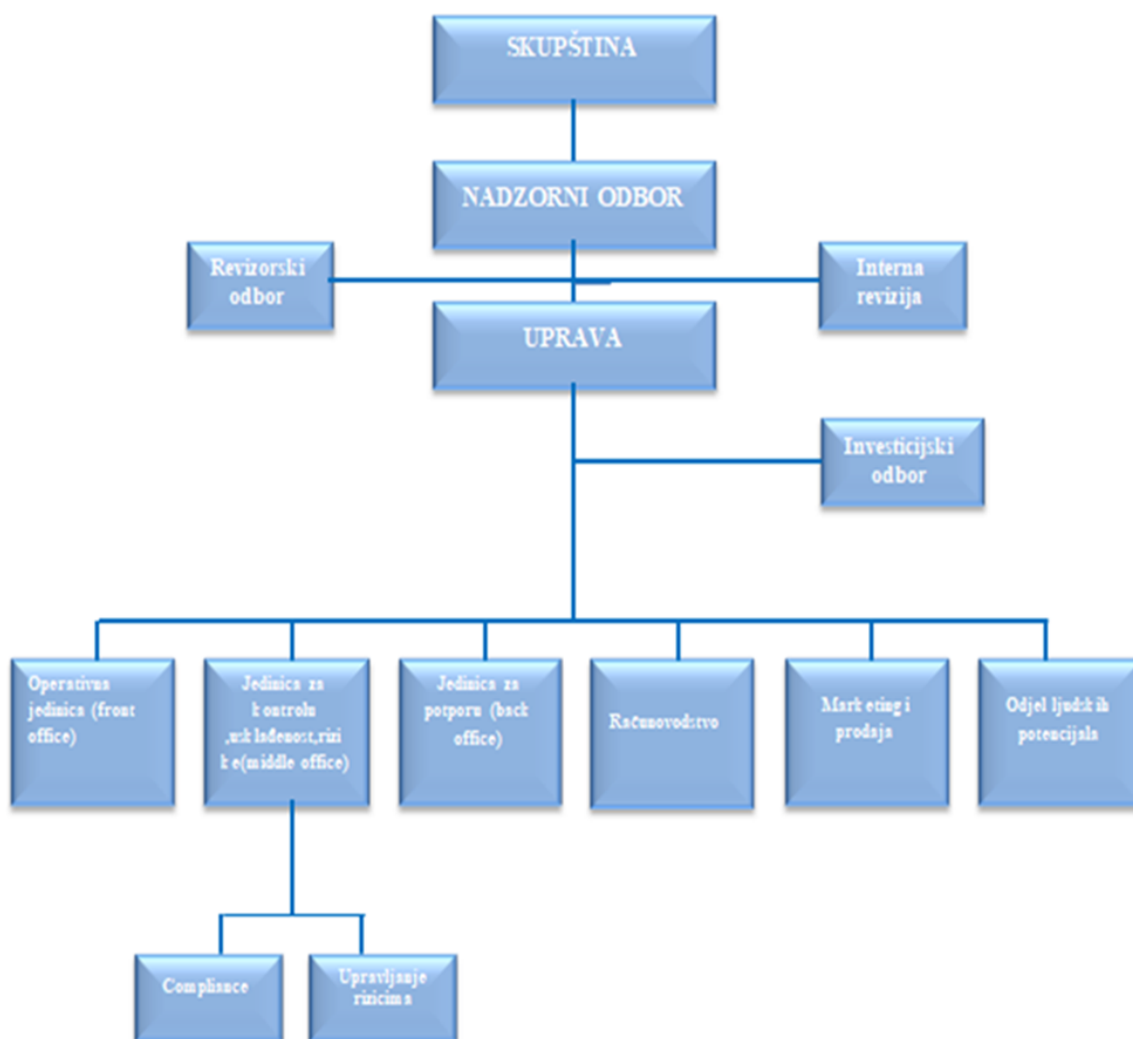 SKUPŠTINA
NADZORNI ODBOR
Revizorski
odbor
Interna
revizija
UPRAVA
Investicijski
odbor
Operativna
jedinica (front
office)
Jedinica za
kontrolu
,usklađenost,rizi
ke(middle office)
Jedinica za
potporu (back
office)
Računovodstvo
Marketing i
prodaja
Odjel ljudskih
potencijala
Compliance
Upravljanje
rizicima